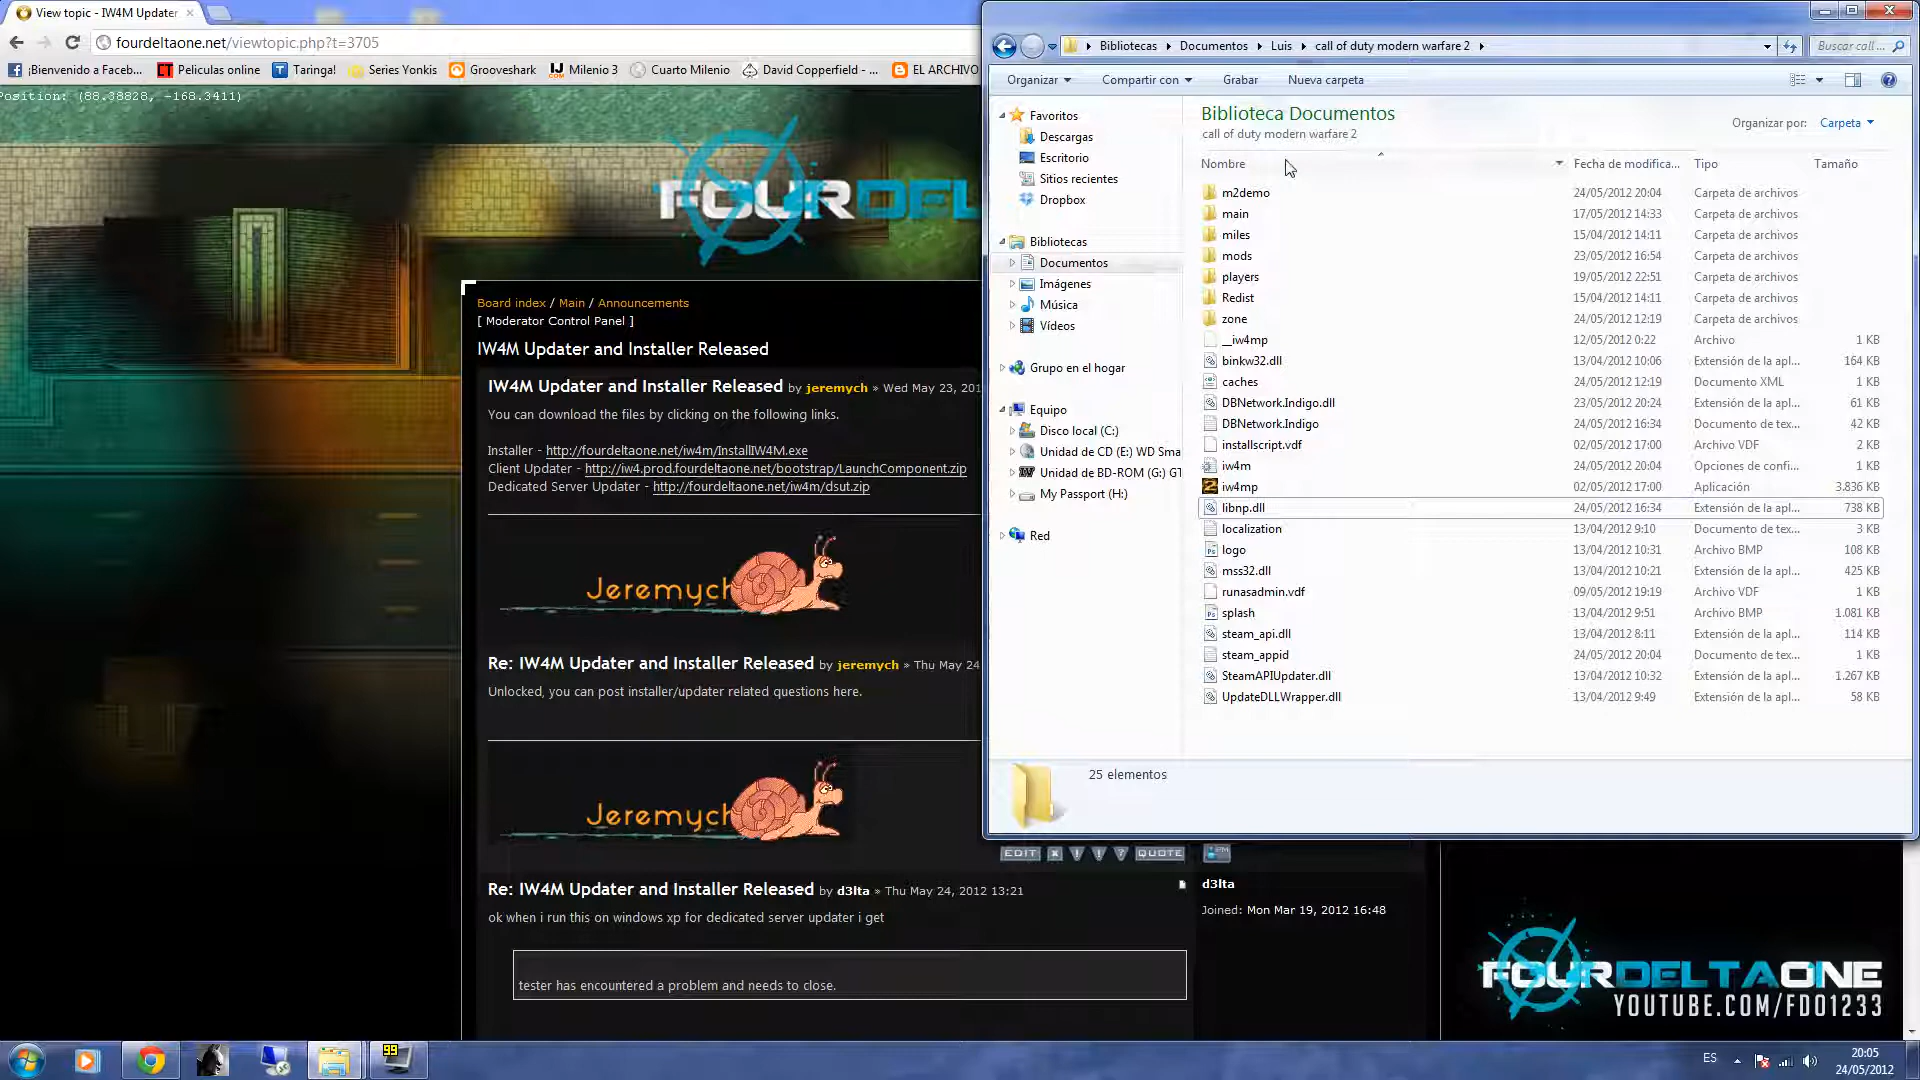 View topic - IW4M Updater
fourdeltaone.net/viewtopic.php?t=3705
¡Bienvenido a Faceb...
Peliculas online
Taringa!
Series Yonkis
Grooveshark
Milenio 3
Cuarto Milenio
David Copperfield - ...
EL ARCHIVO
Position: (88.38828, -168.3411)
FOURDEL
Board index / Main / Announcements
[ Moderator Control Panel ]
IW4M Updater and Installer Released
IW4M Updater and Installer Released by jeremych » Wed May 23, 201
You can download the files by clicking on the following links.
Installer - http://fourdeltaone.net/iw4m/InstallIW4M.exe
Client Updater - http://iw4.prod.fourdeltaone.net/bootstrap/LaunchComponent.zip
Dedicated Server Updater - http://fourdeltaone.net/iw4m/dsut.zip
Jeremych
Re: IW4M Updater and Installer Released by jeremych » Thu May 24
Unlocked, you can post installer/updater related questions here.
Jeremych
EDIT
QUOTE
Re: IW4M Updater and Installer Released by d3lta » Thu May 24, 2012 13:21
ok when i run this on windows xp for dedicated server updater i get
tester has encountered a problem and needs to close.
d3lta
Joined: Mon Mar 19, 2012 16:48
Bibliotecas
Documentos
Luis
call of duty modern warfare 2
Buscar call ...
Organizar
Compartir con
Grabar
Nueva carpeta
Favoritos
Descargas
Escritorio
Sitios recientes
Dropbox
Bibliotecas
Documentos
Imágenes
Música
Vídeos
Grupo en el hogar
Equipo
Disco local (C:)
Unidad de CD (E:) WD Sma
Unidad de BD-ROM (G:) GT
My Passport (H:)
Red
Biblioteca Documentos
call of duty modern warfare 2
Organizar por: Carpeta
Nombre Fecha de modifica... Tipo Tamaño
m2demo 24/05/2012 20:04 Carpeta de archivos
main 17/05/2012 14:33 Carpeta de archivos
miles 15/04/2012 14:11 Carpeta de archivos
mods 23/05/2012 16:54 Carpeta de archivos
players 19/05/2012 22:51 Carpeta de archivos
Redist 15/04/2012 14:11 Carpeta de archivos
zone 24/05/2012 12:19 Carpeta de archivos
__iw4mp 12/05/2012 0:22 Archivo 1 KB
binkw32.dll 13/04/2012 10:06 Extensión de la apl... 164 KB
caches 24/05/2012 12:19 Documento XML 1 KB
DBNetwork.Indigo.dll 23/05/2012 20:24 Extensión de la apl... 61 KB
DBNetwork.Indigo 24/05/2012 16:34 Documento de tex... 42 KB
installscript.vdf 02/05/2012 17:00 Archivo VDF 2 KB
iw4m 24/05/2012 20:04 Opciones de confi... 1 KB
iw4mp 02/05/2012 17:00 Aplicación 3.836 KB
libnp.dll 24/05/2012 16:34 Extensión de la apl... 738 KB
localization 13/04/2012 9:10 Documento de tex... 3 KB
logo 13/04/2012 10:31 Archivo BMP 108 KB
mss32.dll 13/04/2012 10:21 Extensión de la apl... 425 KB
runasadmin.vdf 09/05/2012 19:19 Archivo VDF 1 KB
splash 13/04/2012 9:51 Archivo BMP 1.081 KB
steam_api.dll 13/04/2012 8:11 Extensión de la apl... 114 KB
steam_appid 24/05/2012 20:04 Documento de tex... 1 KB
SteamAPIUpdater.dll 13/04/2012 10:32 Extensión de la apl... 1.267 KB
UpdateDLLWrapper.dll 13/04/2012 9:49 Extensión de la apl... 58 KB
25 elementos
FOURDELTAONE
YOUTUBE.COM/FDO1233
99
ES
20:05
24/05/2012